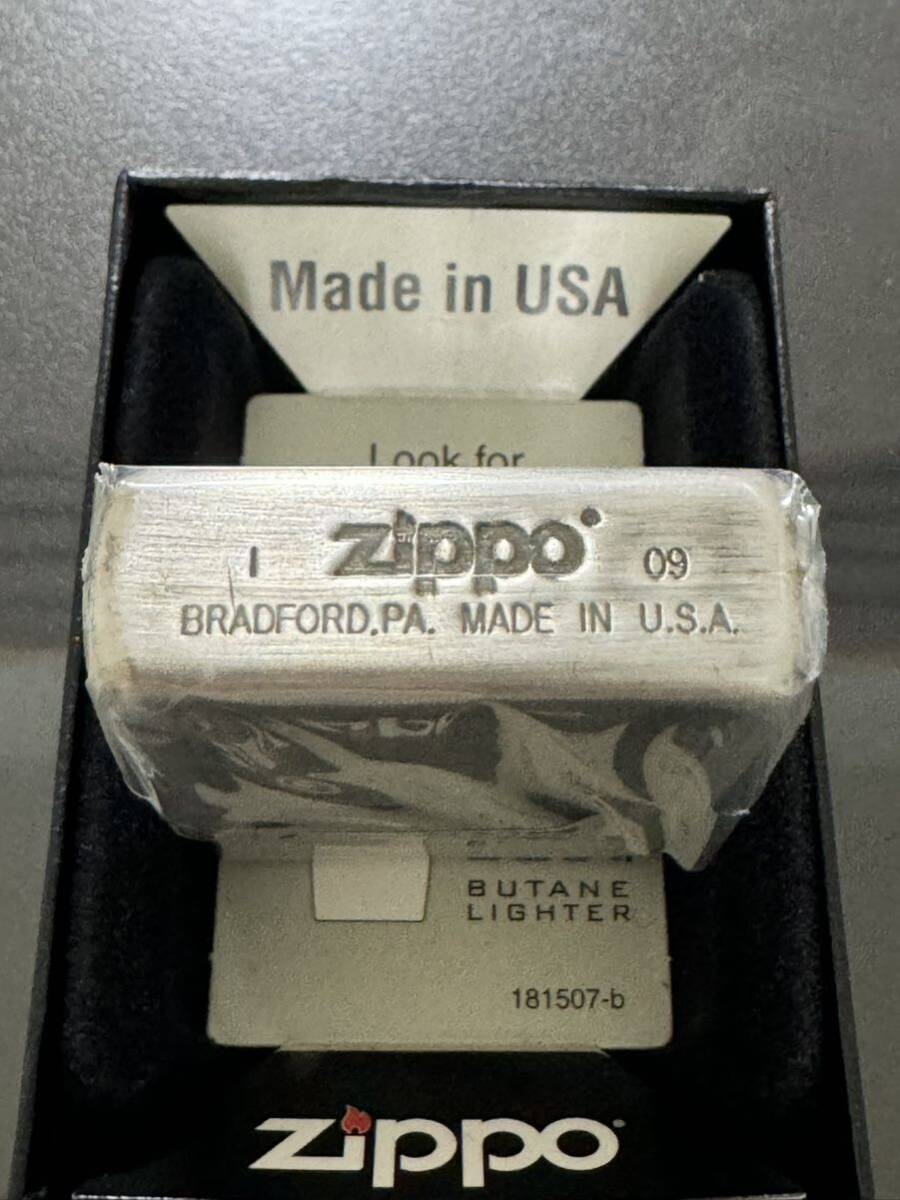 Made in USA
Look for
I zippo 09
BRADFORD,PA. MADE IN U.S.A.
BUTANE
LIGHTER
181507-b
zippo